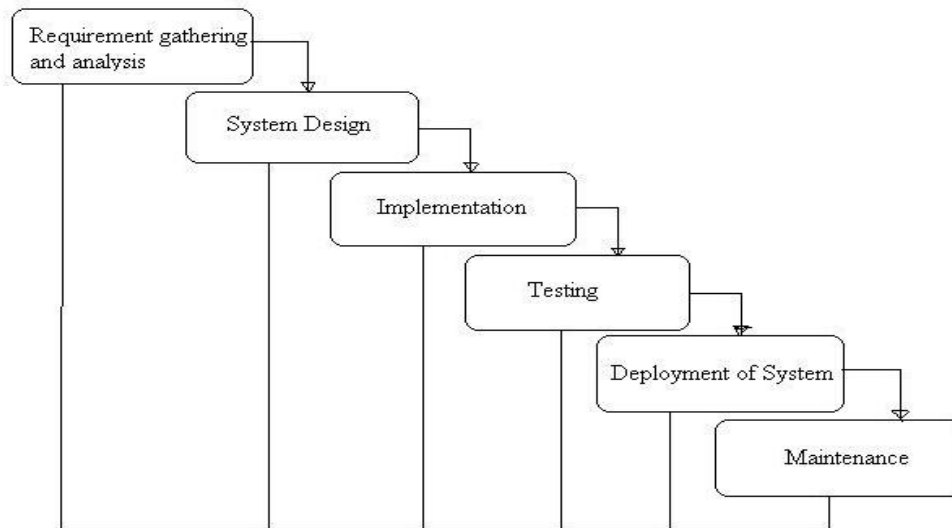 Requirement gathering
and analysis
System Design
Implementation
Testing
Deployment of System
Maintenance